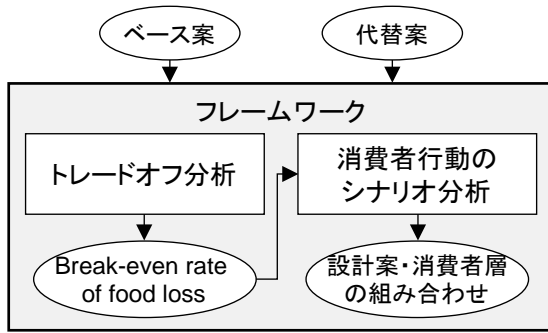 ベース案
代替案
フレームワーク
トレードオフ分析
消費者行動の
シナリオ分析
Break-even rate
of food loss
設計案・消費者層
の組み合わせ